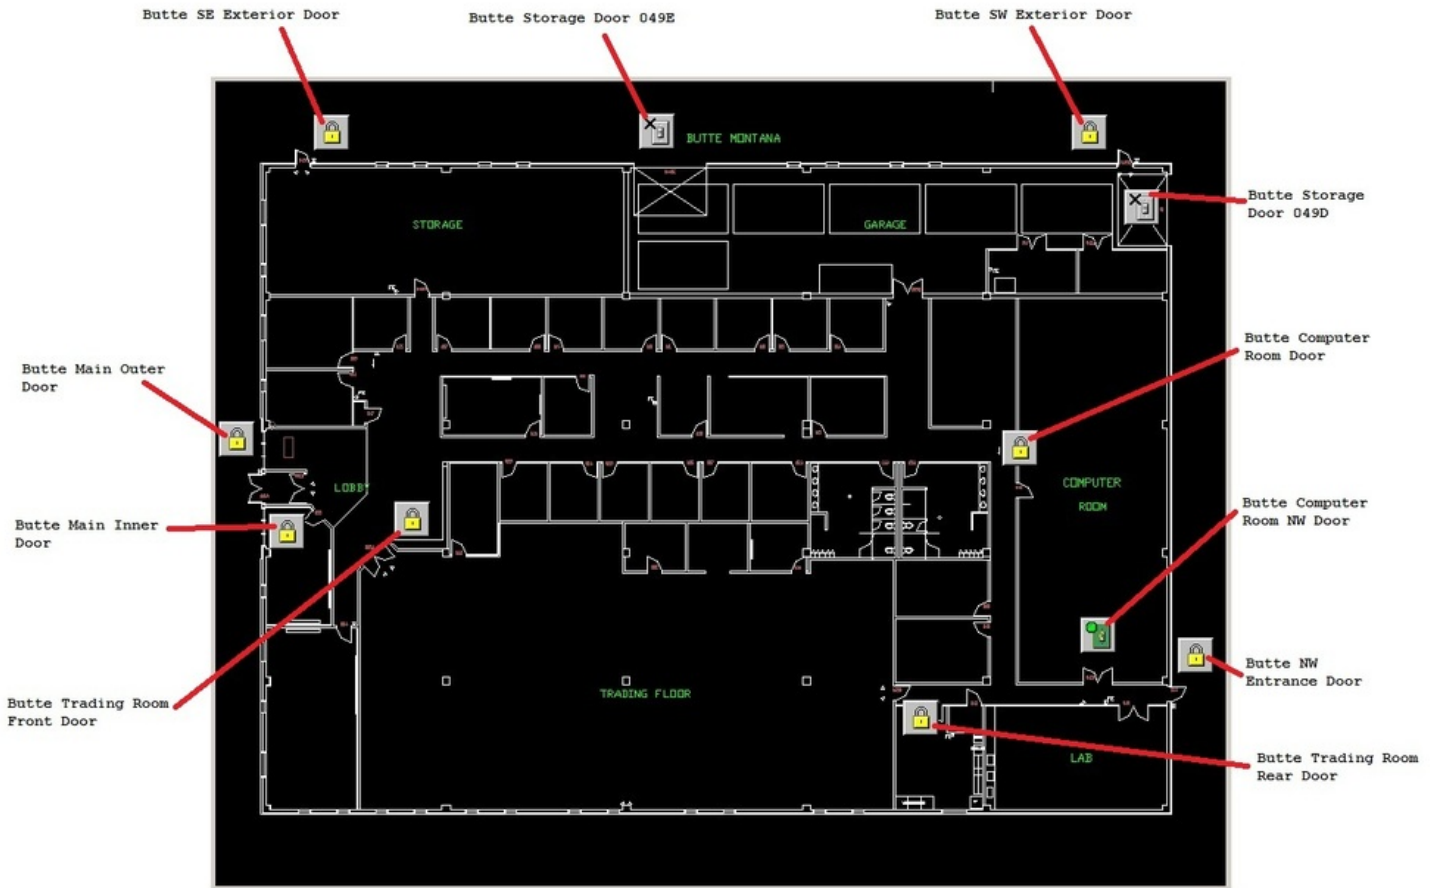 Butte SE Exterior Door
Butte Storage Door 049E
Butte SW Exterior Door
BUTTE MONTANA
Butte Storage
Door 049D
STORAGE
GARAGE
Butte Computer
Room Door
Butte Main Outer
Door
LOBBY
COMPUTER
ROOM
Butte Computer
Room NW Door
Butte Main Inner
Door
Butte NW
Entrance Door
Butte Trading Room
Front Door
TRADING FLOOR
LAB
Butte Trading Room
Rear Door